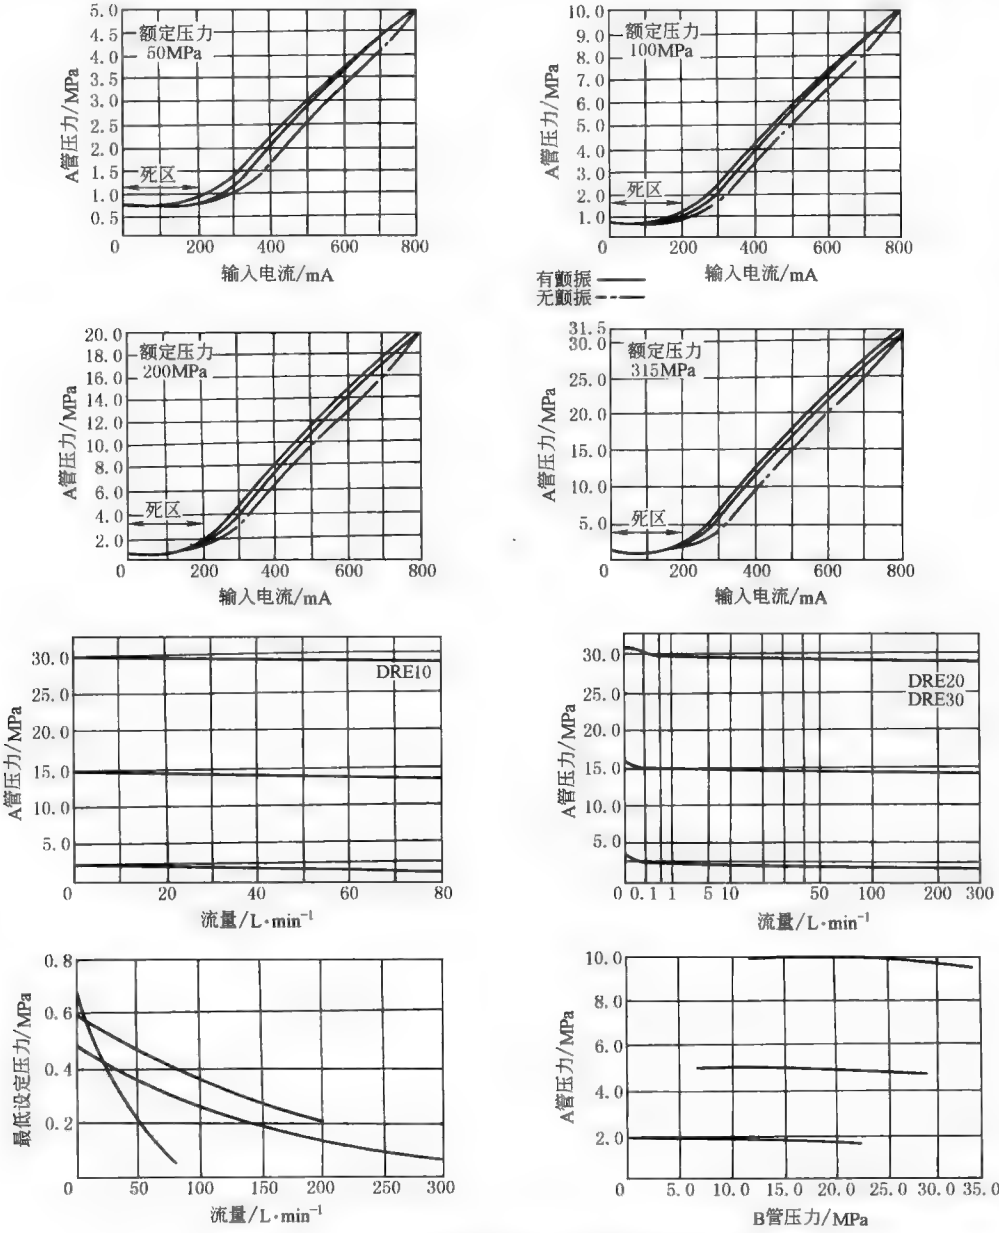 5.0
4.5
4.0
3.5
3.0
2.5
2.0
1.5
1.0
0.5
额定压力
50MPa
死区
A管压力/MPa
0 200 400 600 800
输入电流/mA
10.0
9.0
8.0
7.0
6.0
5.0
4.0
3.0
2.0
1.0
额定压力
100MPa
死区
A管压力/MPa
0 200 400 600 800
输入电流/mA
有颤振
无颤振
20.0
18.0
16.0
14.0
12.0
10.0
8.0
6.0
4.0
2.0
额定压力
200MPa
死区
A管压力/MPa
0 200 400 600 800
输入电流/mA
31.5
30.0
25.0
20.0
15.0
10.0
5.0
额定压力
315MPa
死区
A管压力/MPa
0 200 400 600 800
输入电流/mA
30.0
25.0
20.0
15.0
10.0
5.0
DRE10
A管压力/MPa
0 20 40 60 80
流量/L·min⁻¹
30.0
25.0
20.0
15.0
10.0
5.0
DRE20
DRE30
A管压力/MPa
0 0.1 1 5 10 50 100 200 300
流量/L·min⁻¹
0.8
0.6
0.4
0.2
最低设定压力/MPa
0 50 100 150 200 250 300
流量/L·min⁻¹
10.0
8.0
6.0
4.0
2.0
A管压力/MPa
0 5.0 10.0 15.0 20.0 25.0 30.0 35.0
B管压力/MPa